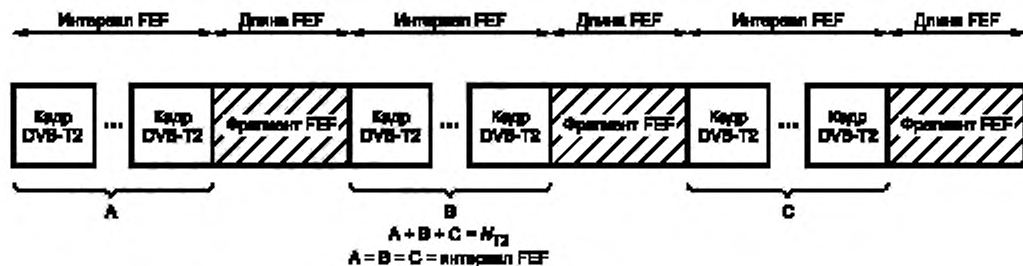 Интервал FEF Длина FEF Интервал FEF Длина FEF Интервал FEF Длина FEF
Кадр DVB-T2 ... Кадр DVB-T2 Фрагмент FEF Кадр DVB-T2 ... Кадр DVB-T2 Фрагмент FEF Кадр DVB-T2 ... Кадр DVB-T2 Фрагмент FEF
A B C
A + B + C = N_T2
A = B = C = интервал FEF